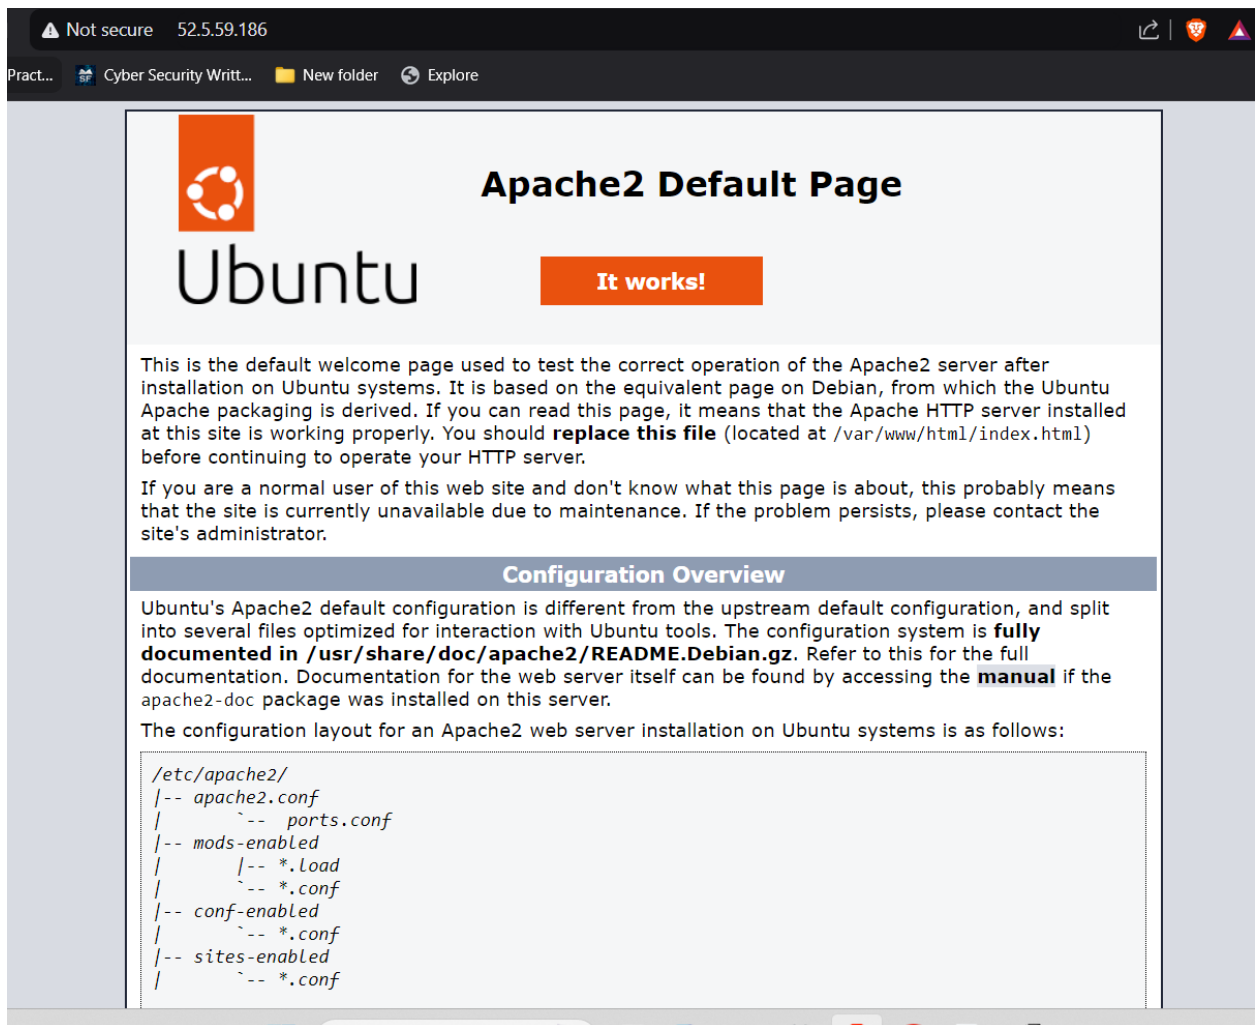 Not secure 52.5.59.186
Pract... Cyber Security Writt... New folder Explore
Apache2 Default Page
Ubuntu
It works!
This is the default welcome page used to test the correct operation of the Apache2 server after
installation on Ubuntu systems. It is based on the equivalent page on Debian, from which the Ubuntu
Apache packaging is derived. If you can read this page, it means that the Apache HTTP server installed
at this site is working properly. You should replace this file (located at /var/www/html/index.html)
before continuing to operate your HTTP server.
If you are a normal user of this web site and don't know what this page is about, this probably means
that the site is currently unavailable due to maintenance. If the problem persists, please contact the
site's administrator.
Configuration Overview
Ubuntu's Apache2 default configuration is different from the upstream default configuration, and split
into several files optimized for interaction with Ubuntu tools. The configuration system is fully
documented in /usr/share/doc/apache2/README.Debian.gz. Refer to this for the full
documentation. Documentation for the web server itself can be found by accessing the manual if the
apache2-doc package was installed on this server.
The configuration layout for an Apache2 web server installation on Ubuntu systems is as follows:
/etc/apache2/
|-- apache2.conf
|       `--  ports.conf
|-- mods-enabled
|       |-- *.load
|       `-- *.conf
|-- conf-enabled
|       `-- *.conf
|-- sites-enabled
|       `-- *.conf